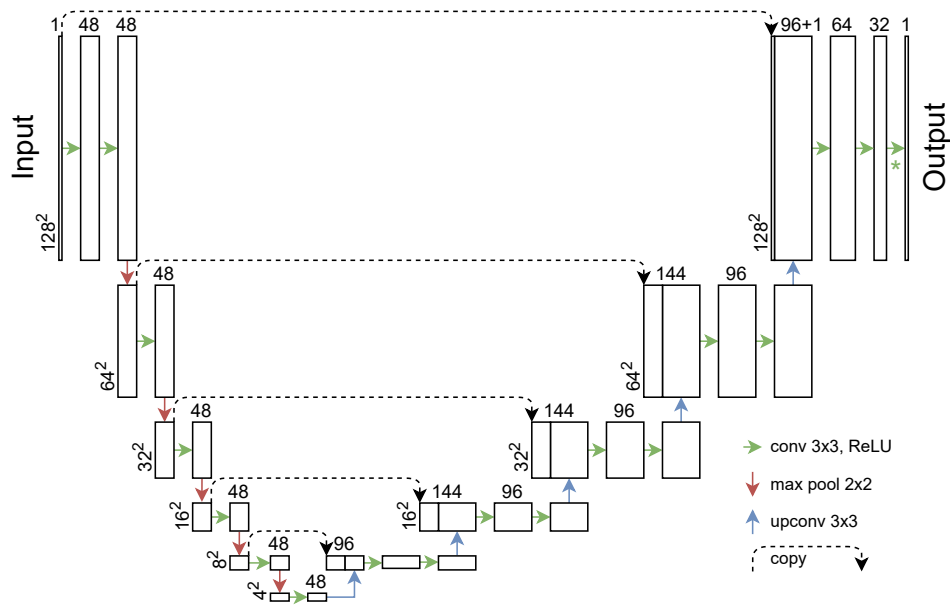 1 48 48 96+1 64 32 1
Input
Output
*
128²
128²
48 144 96
64²
64²
48 144 96
32²
32²
48 144 96
16²
16²
48 96
8²
48
4²
conv 3x3, ReLU
max pool 2x2
upconv 3x3
copy